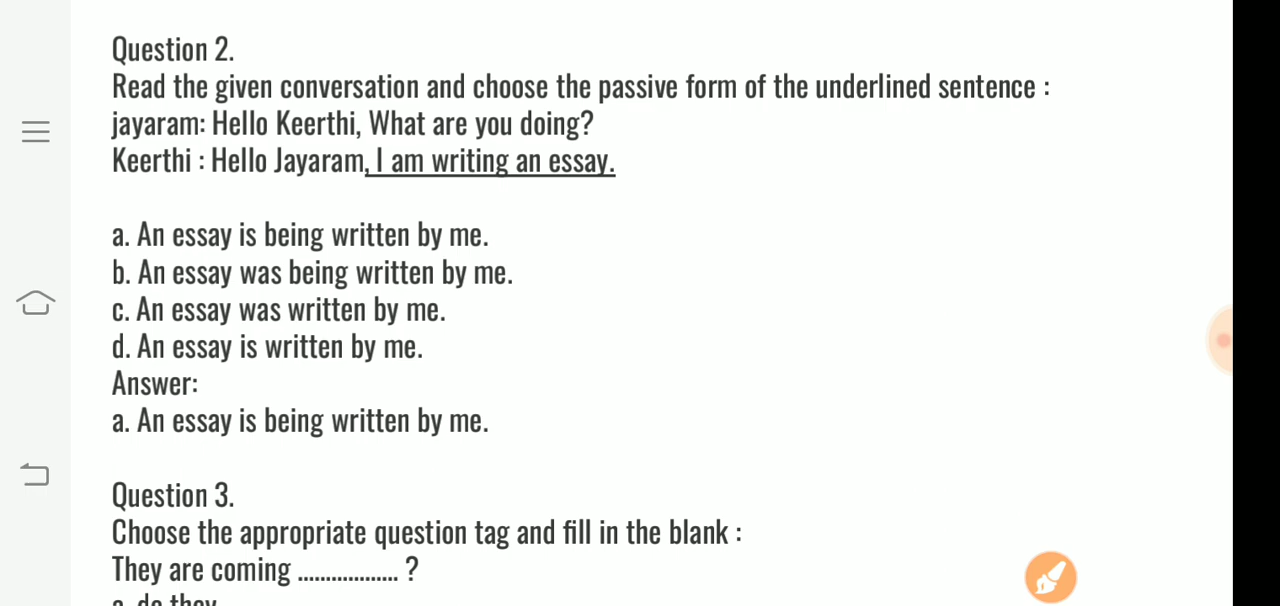 Question 2.
Read the given conversation and choose the passive form of the underlined sentence :
jayaram: Hello Keerthi, What are you doing?
Keerthi : Hello Jayaram, I am writing an essay.
a. An essay is being written by me.
b. An essay was being written by me.
c. An essay was written by me.
d. An essay is written by me.
Answer:
a. An essay is being written by me.
Question 3.
Choose the appropriate question tag and fill in the blank :
They are coming .................. ?
a. do they